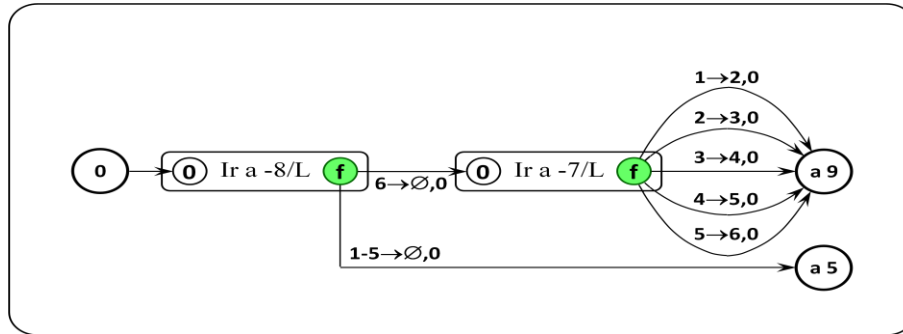 1→2,0
2→3,0
3→4,0
4→5,0
5→6,0
0
0 Ir a -8/L f
6→∅,0
0 Ir a -7/L f
a 9
1-5→∅,0
a 5